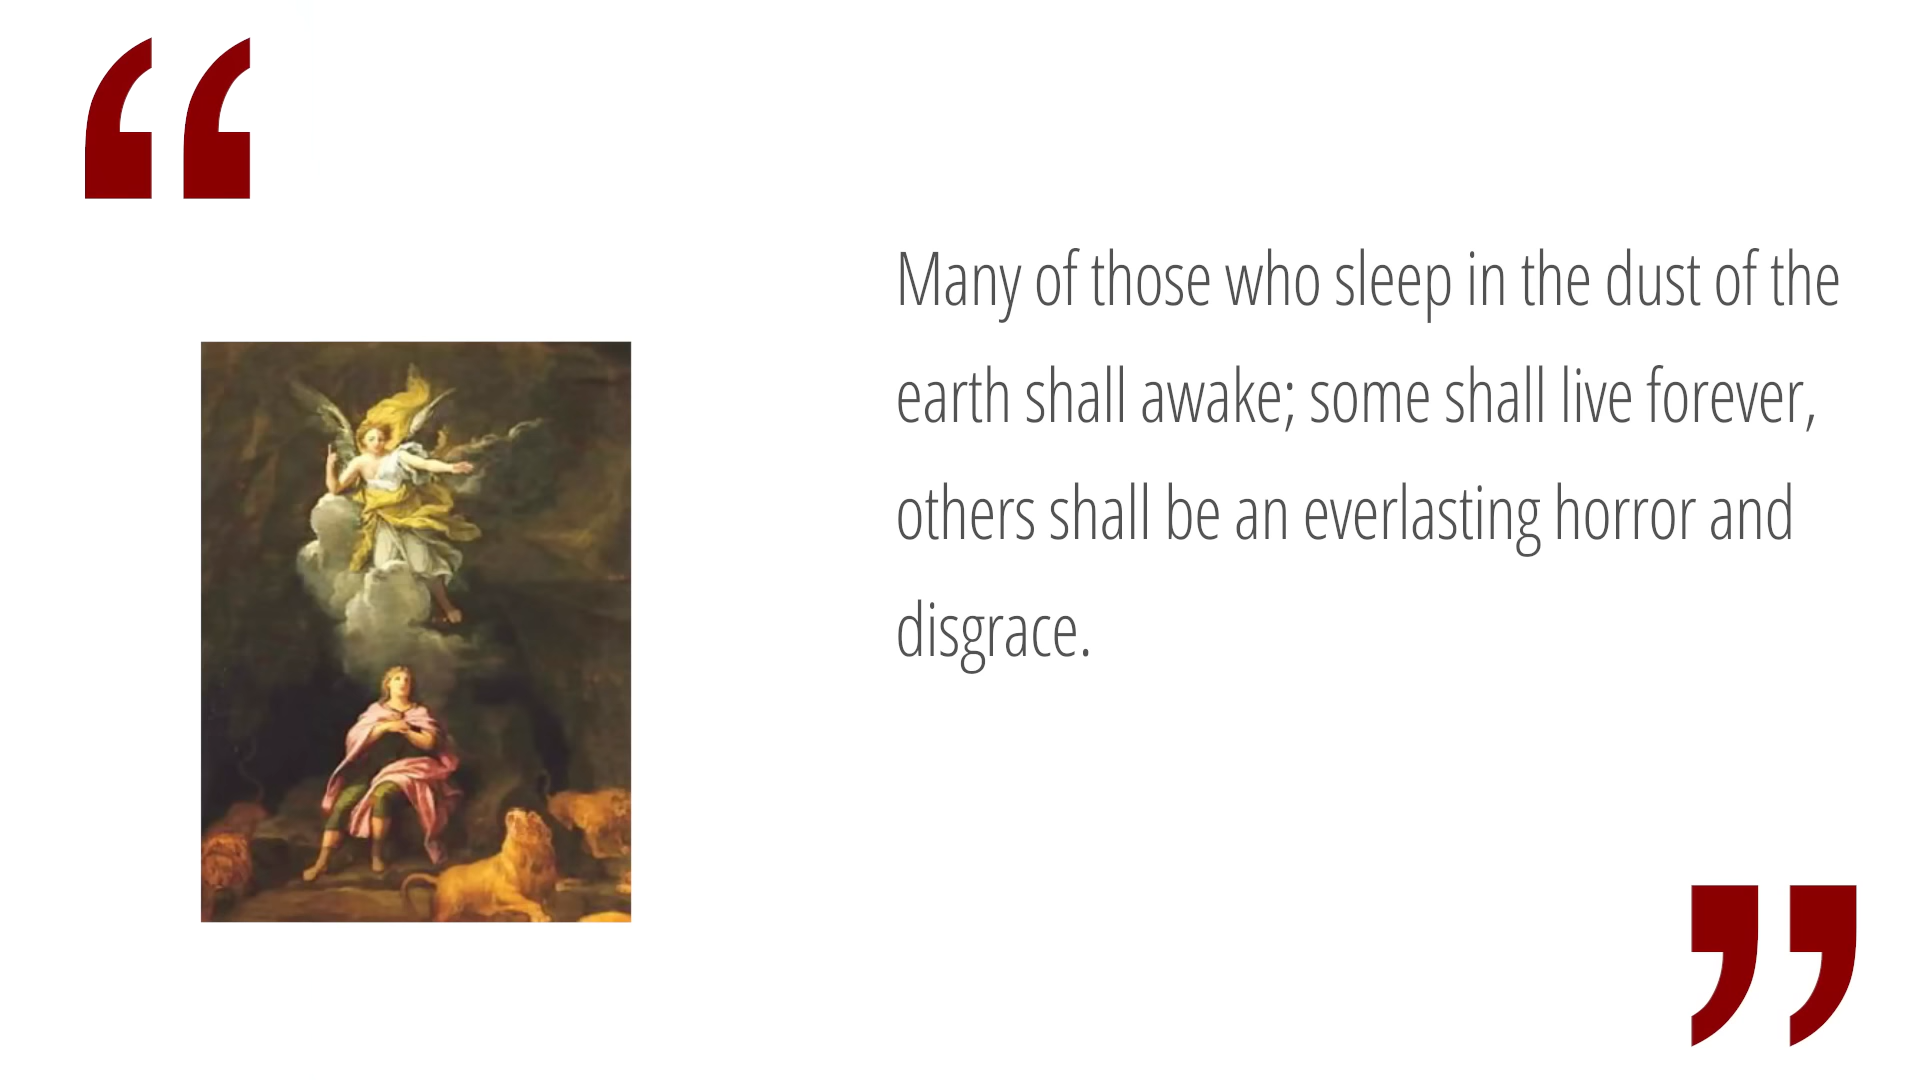 “
Many of those who sleep in the dust of the
earth shall awake; some shall live forever,
others shall be an everlasting horror and
disgrace.
”